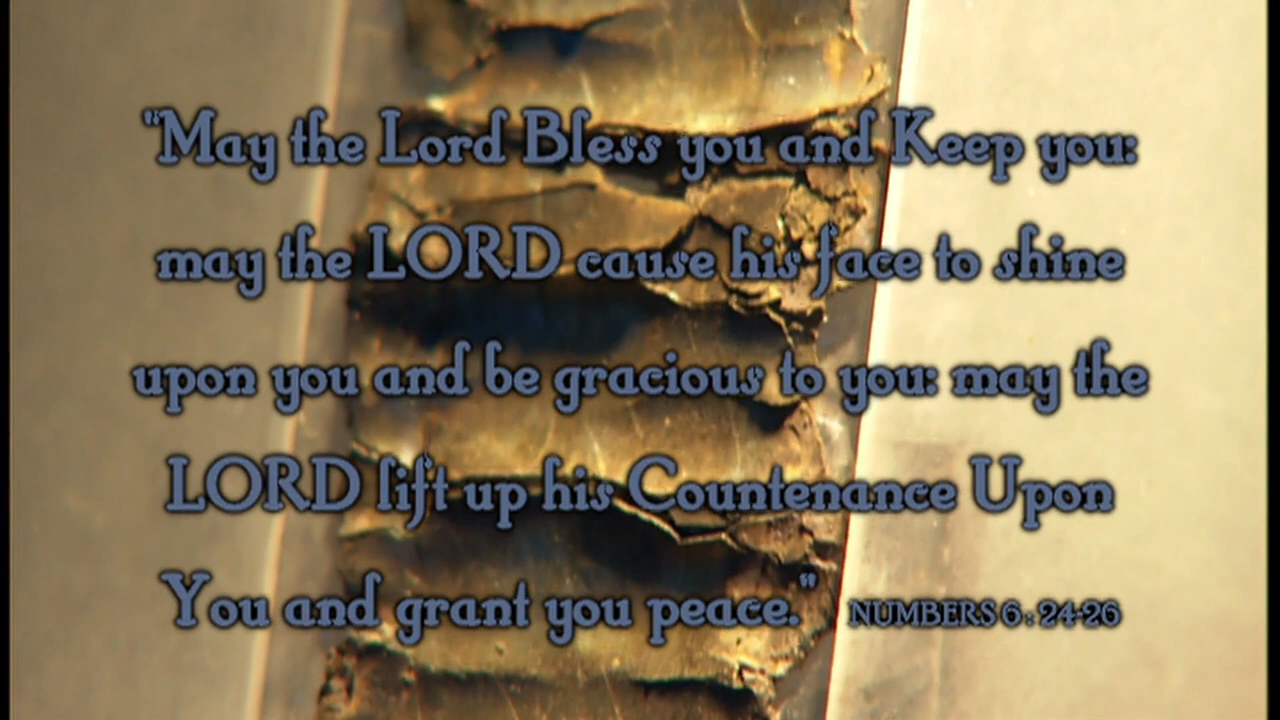 "May the Lord Bless you and Keep you:
may the LORD cause his face to shine
upon you and be gracious to you: may the
LORD lift up his Countenance Upon
You and grant you peace." NUMBERS 6:24-26